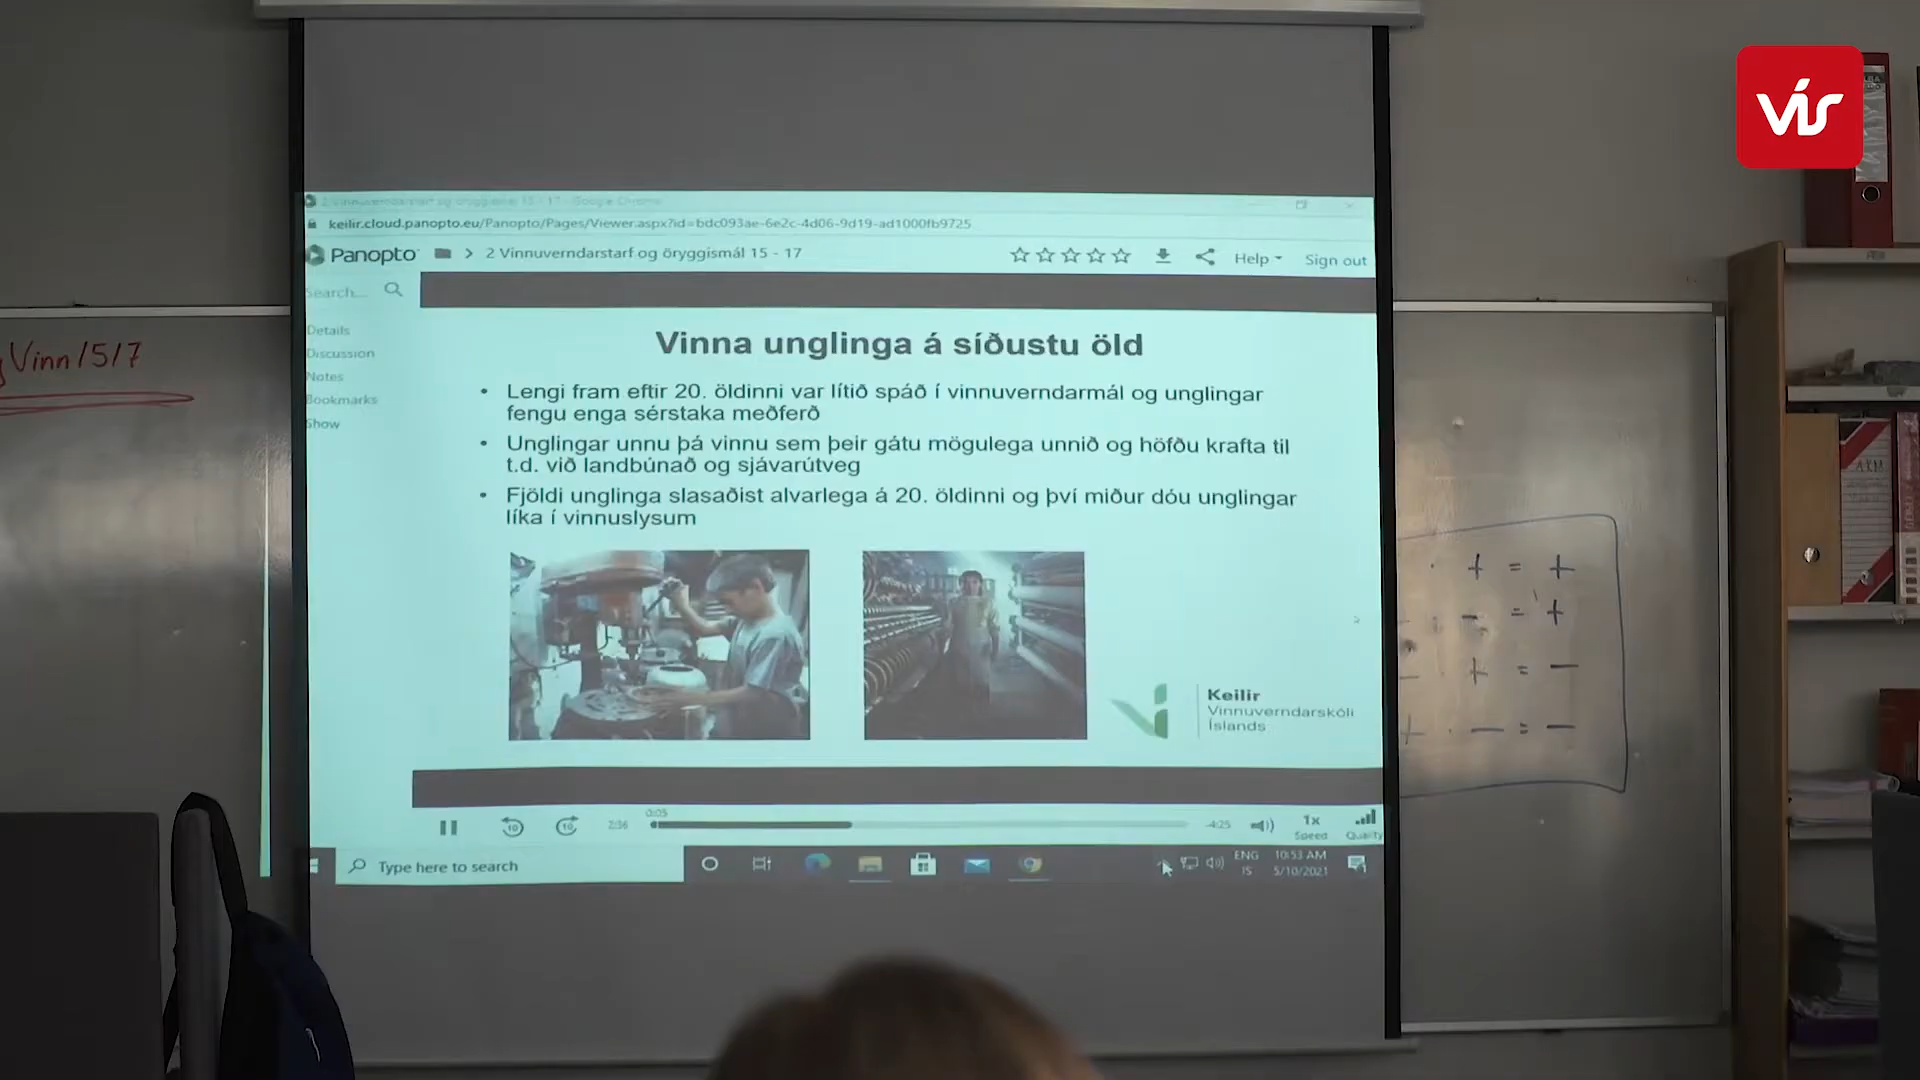 vís
keilir.cloud.panopto.eu/Panopto/Pages/Viewer.aspx?id=bdc093ae-6e2c-4d06-9d19-ad1000fb9725
Panopto
2 Vinnuverndarstarf og öryggismál 15 - 17
Help
Sign out
Search...
Details
Discussion
Notes
Bookmarks
Show
Vinn 15/7
Vinna unglinga á síðustu öld
• Lengi fram eftir 20. öldinni var lítið spáð í vinnuverndarmál og unglingar
fengu enga sérstaka meðferð
• Unglingar unnu þá vinnu sem þeir gátu mögulega unnið og höfðu krafta til
t.d. við landbúnað og sjávarútveg
• Fjöldi unglinga slasaðist alvarlega á 20. öldinni og því miður dóu unglingar
líka í vinnuslysum
Keilir
Vinnuverndarskóli
Íslands
+ = +
- = +
+ = -
+ · - = -
0:05
2:36
-4:25
1x
Speed
Quality
Type here to search
ENG
IS
10:53 AM
5/10/2021